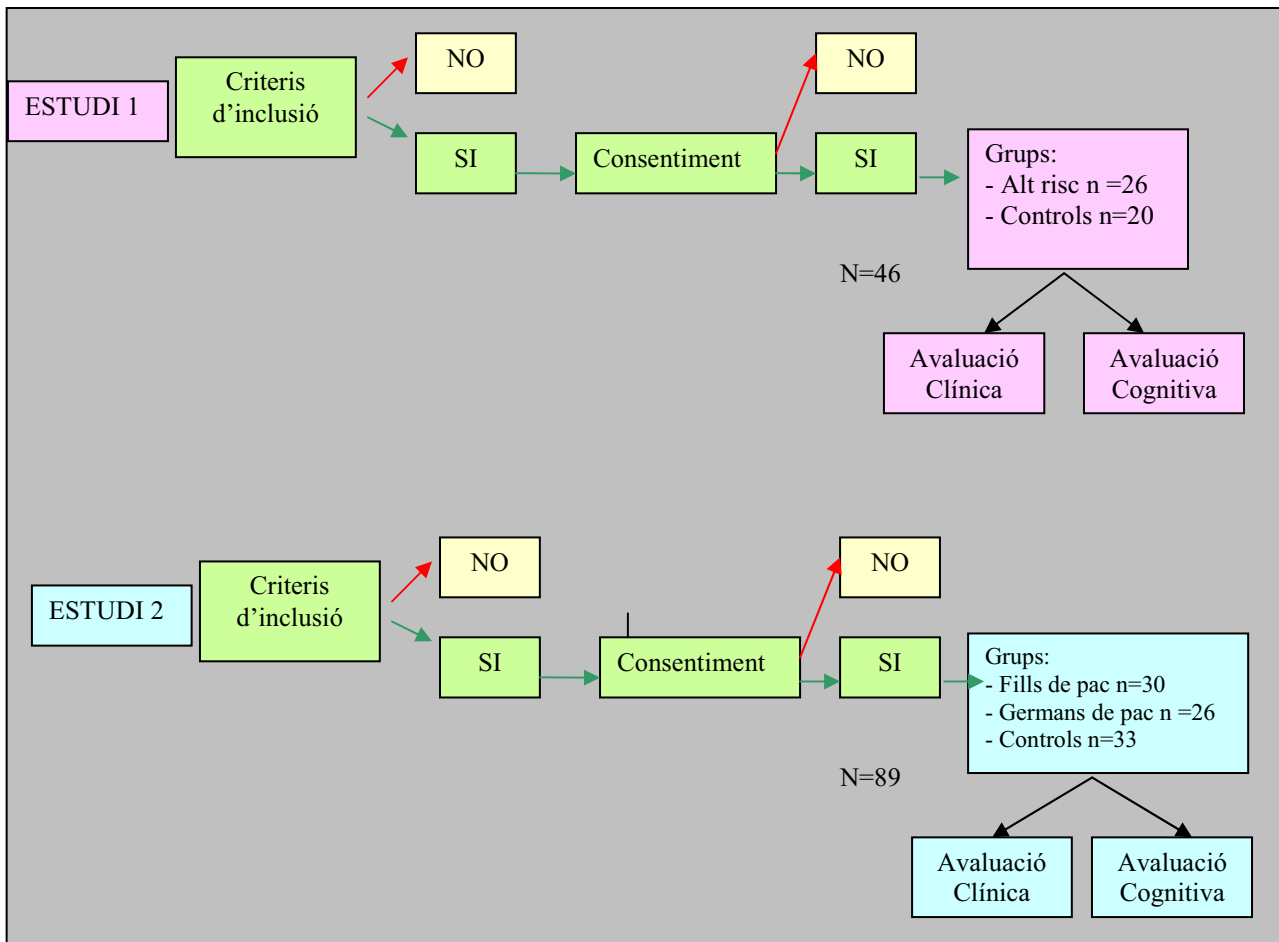 ESTUDI 1
Criteris
d’inclusió
NO
SI
Consentiment
NO
SI
Grups:
- Alt risc n =26
- Controls n=20
N=46
Avaluació
Clínica
Avaluació
Cognitiva
ESTUDI 2
Criteris
d’inclusió
NO
SI
Consentiment
NO
SI
Grups:
- Fills de pac n=30
- Germans de pac n =26
- Controls n=33
N=89
Avaluació
Clínica
Avaluació
Cognitiva